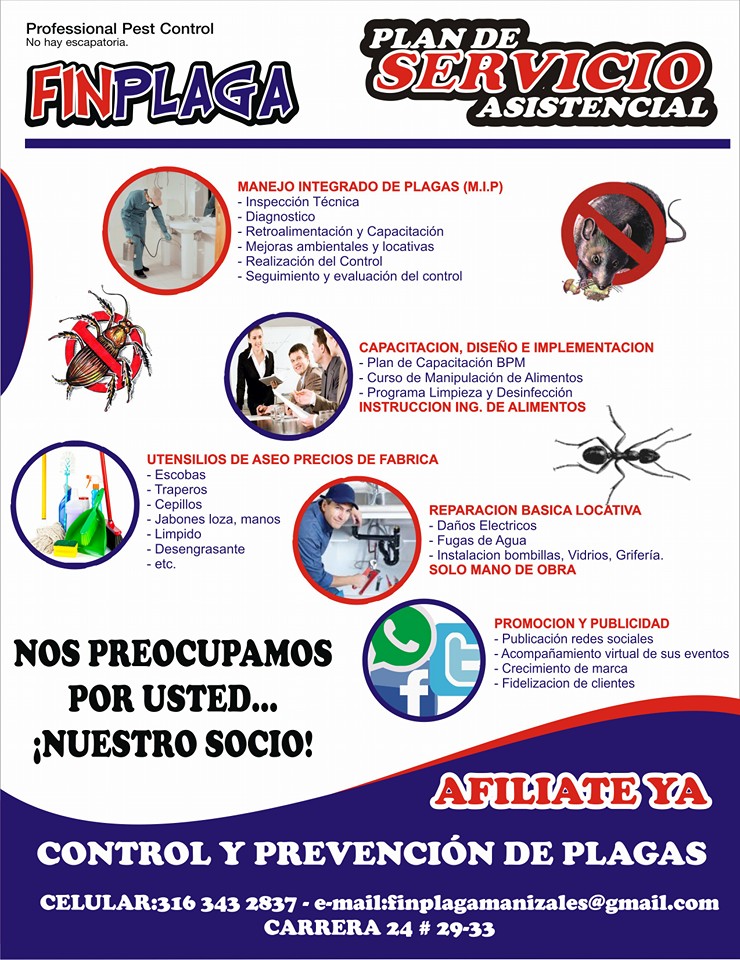 Professional Pest Control
No hay escapatoria.
FINPLAGA
PLAN DE
SERVICIO
ASISTENCIAL
MANEJO INTEGRADO DE PLAGAS (M.I.P)
- Inspección Técnica
- Diagnostico
- Retroalimentación y Capacitación
- Mejoras ambientales y locativas
- Realización del Control
- Seguimiento y evaluación del control
CAPACITACION, DISEÑO E IMPLEMENTACION
- Plan de Capacitación BPM
- Curso de Manipulación de Alimentos
- Programa Limpieza y Desinfección
INSTRUCCION ING. DE ALIMENTOS
UTENSILIOS DE ASEO PRECIOS DE FABRICA
- Escobas
- Traperos
- Cepillos
- Jabones loza, manos
- Limpido
- Desengrasante
- etc.
REPARACION BASICA LOCATIVA
- Daños Electricos
- Fugas de Agua
- Instalacion bombillas, Vidrios, Grifería.
SOLO MANO DE OBRA
PROMOCION Y PUBLICIDAD
- Publicación redes sociales
- Acompañamiento virtual de sus eventos
- Crecimiento de marca
- Fidelizacion de clientes
NOS PREOCUPAMOS
POR USTED...
¡NUESTRO SOCIO!
AFILIATE YA
CONTROL Y PREVENCIÓN DE PLAGAS
CELULAR:316 343 2837 - e-mail:finplagamanizales@gmail.com
CARRERA 24 # 29-33